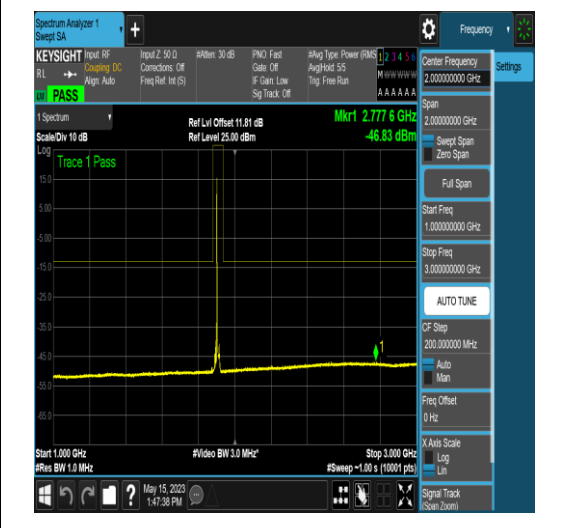 Spectrum Analyzer 1
Swept SA
Frequency
KEYSIGHT
Input: RF
Coupling: DC
Align: Auto
RL
PASS
Input Z: 50 Ω
Corrections: Off
Freq Ref: Int (S)
#Atten: 30 dB
PNO: Fast
Gate: Off
IF Gain: Low
Sig Track: Off
#Avg Type: Power (RMS
Avg|Hold: 5/5
Trig: Free Run
1 2 3 4 5 6
M W W W W W
A A A A A A
1 Spectrum
Scale/Div 10 dB
Ref Lvl Offset 11.81 dB
Ref Level 25.00 dBm
Mkr1 2.777 6 GHz
-46.83 dBm
Log
Trace 1 Pass
15.0
5.00
-5.00
-15.0
-25.0
-35.0
-45.0
-55.0
-65.0
1
Start 1.000 GHz
#Res BW 1.0 MHz
#Video BW 3.0 MHz*
Stop 3.000 GHz
#Sweep ~1.00 s (10001 pts)
May 15, 2023
1:47:38 PM
?
Center Frequency
2.000000000 GHz
Settings
Span
2.00000000 GHz
Swept Span
Zero Span
Full Span
Start Freq
1.000000000 GHz
Stop Freq
3.000000000 GHz
AUTO TUNE
CF Step
200.000000 MHz
Auto
Man
Freq Offset
0 Hz
X Axis Scale
Log
Lin
Signal Track
(Span Zoom)